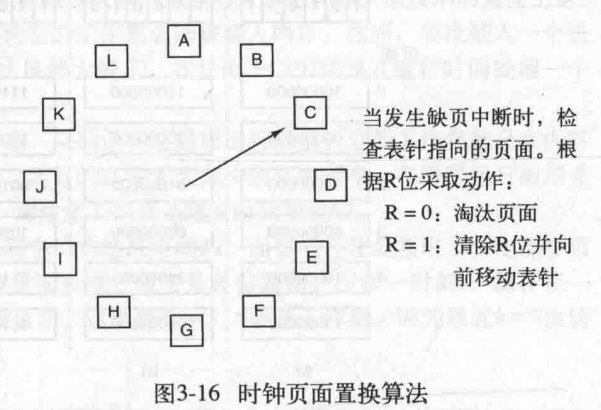 A
B
C
D
E
F
G
H
I
J
K
L
当发生缺页中断时，检
查表针指向的页面。根
据R位采取动作：
R = 0：淘汰页面
R = 1：清除R位并向
前移动表针
图3-16 时钟页面置换算法